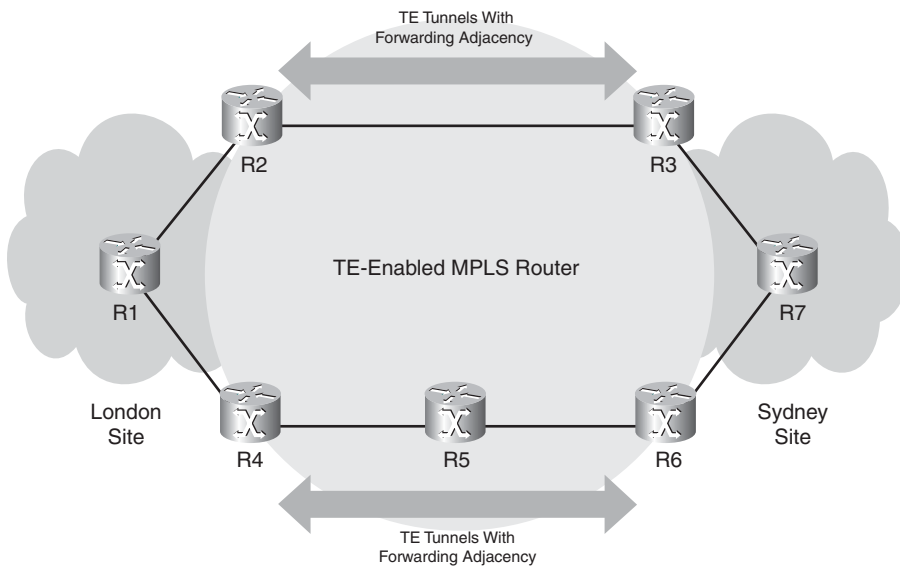 TE Tunnels With
Forwarding Adjacency
R2
R3
TE-Enabled MPLS Router
R1
R7
London
Site
Sydney
Site
R4
R5
R6
TE Tunnels With
Forwarding Adjacency